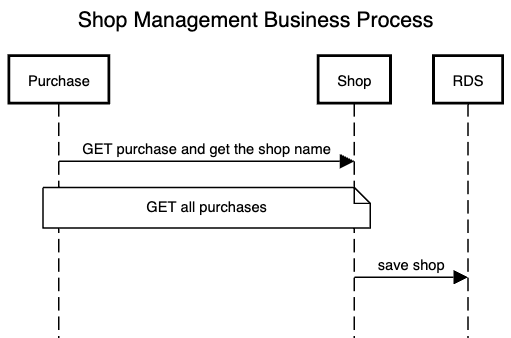 Shop Management Business Process
Purchase
Shop
RDS
GET purchase and get the shop name
GET all purchases
save shop